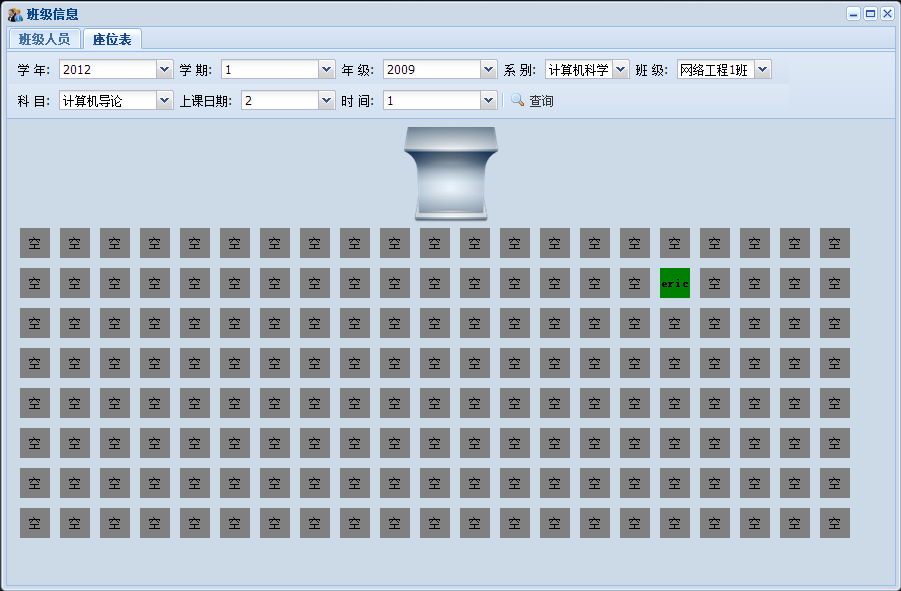 班级信息
班级人员 座位表
学 年: 2012 学 期: 1 年 级: 2009 系 别: 计算机科学 班 级: 网络工程1班
科 目: 计算机导论 上课日期: 2 时 间: 1 查询
空 空 空 空 空 空 空 空 空 空 空 空 空 空 空 空 空 空 空 空 空
空 空 空 空 空 空 空 空 空 空 空 空 空 空 空 空 eric 空 空 空 空
空 空 空 空 空 空 空 空 空 空 空 空 空 空 空 空 空 空 空 空 空
空 空 空 空 空 空 空 空 空 空 空 空 空 空 空 空 空 空 空 空 空
空 空 空 空 空 空 空 空 空 空 空 空 空 空 空 空 空 空 空 空 空
空 空 空 空 空 空 空 空 空 空 空 空 空 空 空 空 空 空 空 空 空
空 空 空 空 空 空 空 空 空 空 空 空 空 空 空 空 空 空 空 空 空
空 空 空 空 空 空 空 空 空 空 空 空 空 空 空 空 空 空 空 空 空